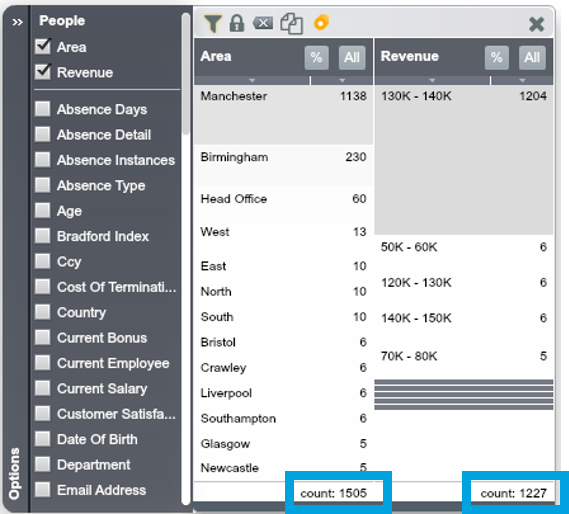 »
People
Area
Revenue
Absence Days
Absence Detail
Absence Instances
Absence Type
Age
Bradford Index
Ccy
Cost Of Terminati...
Country
Current Bonus
Current Employee
Current Salary
Customer Satisfa...
Date Of Birth
Department
Email Address
Options
Area % All
Manchester 1138
Birmingham 230
Head Office 60
West 13
East 10
North 10
South 10
Bristol 6
Crawley 6
Liverpool 6
Southampton 6
Glasgow 5
Newcastle 5
count: 1505
Revenue % All
130K - 140K 1204
50K - 60K 6
120K - 130K 6
140K - 150K 6
70K - 80K 5
count: 1227